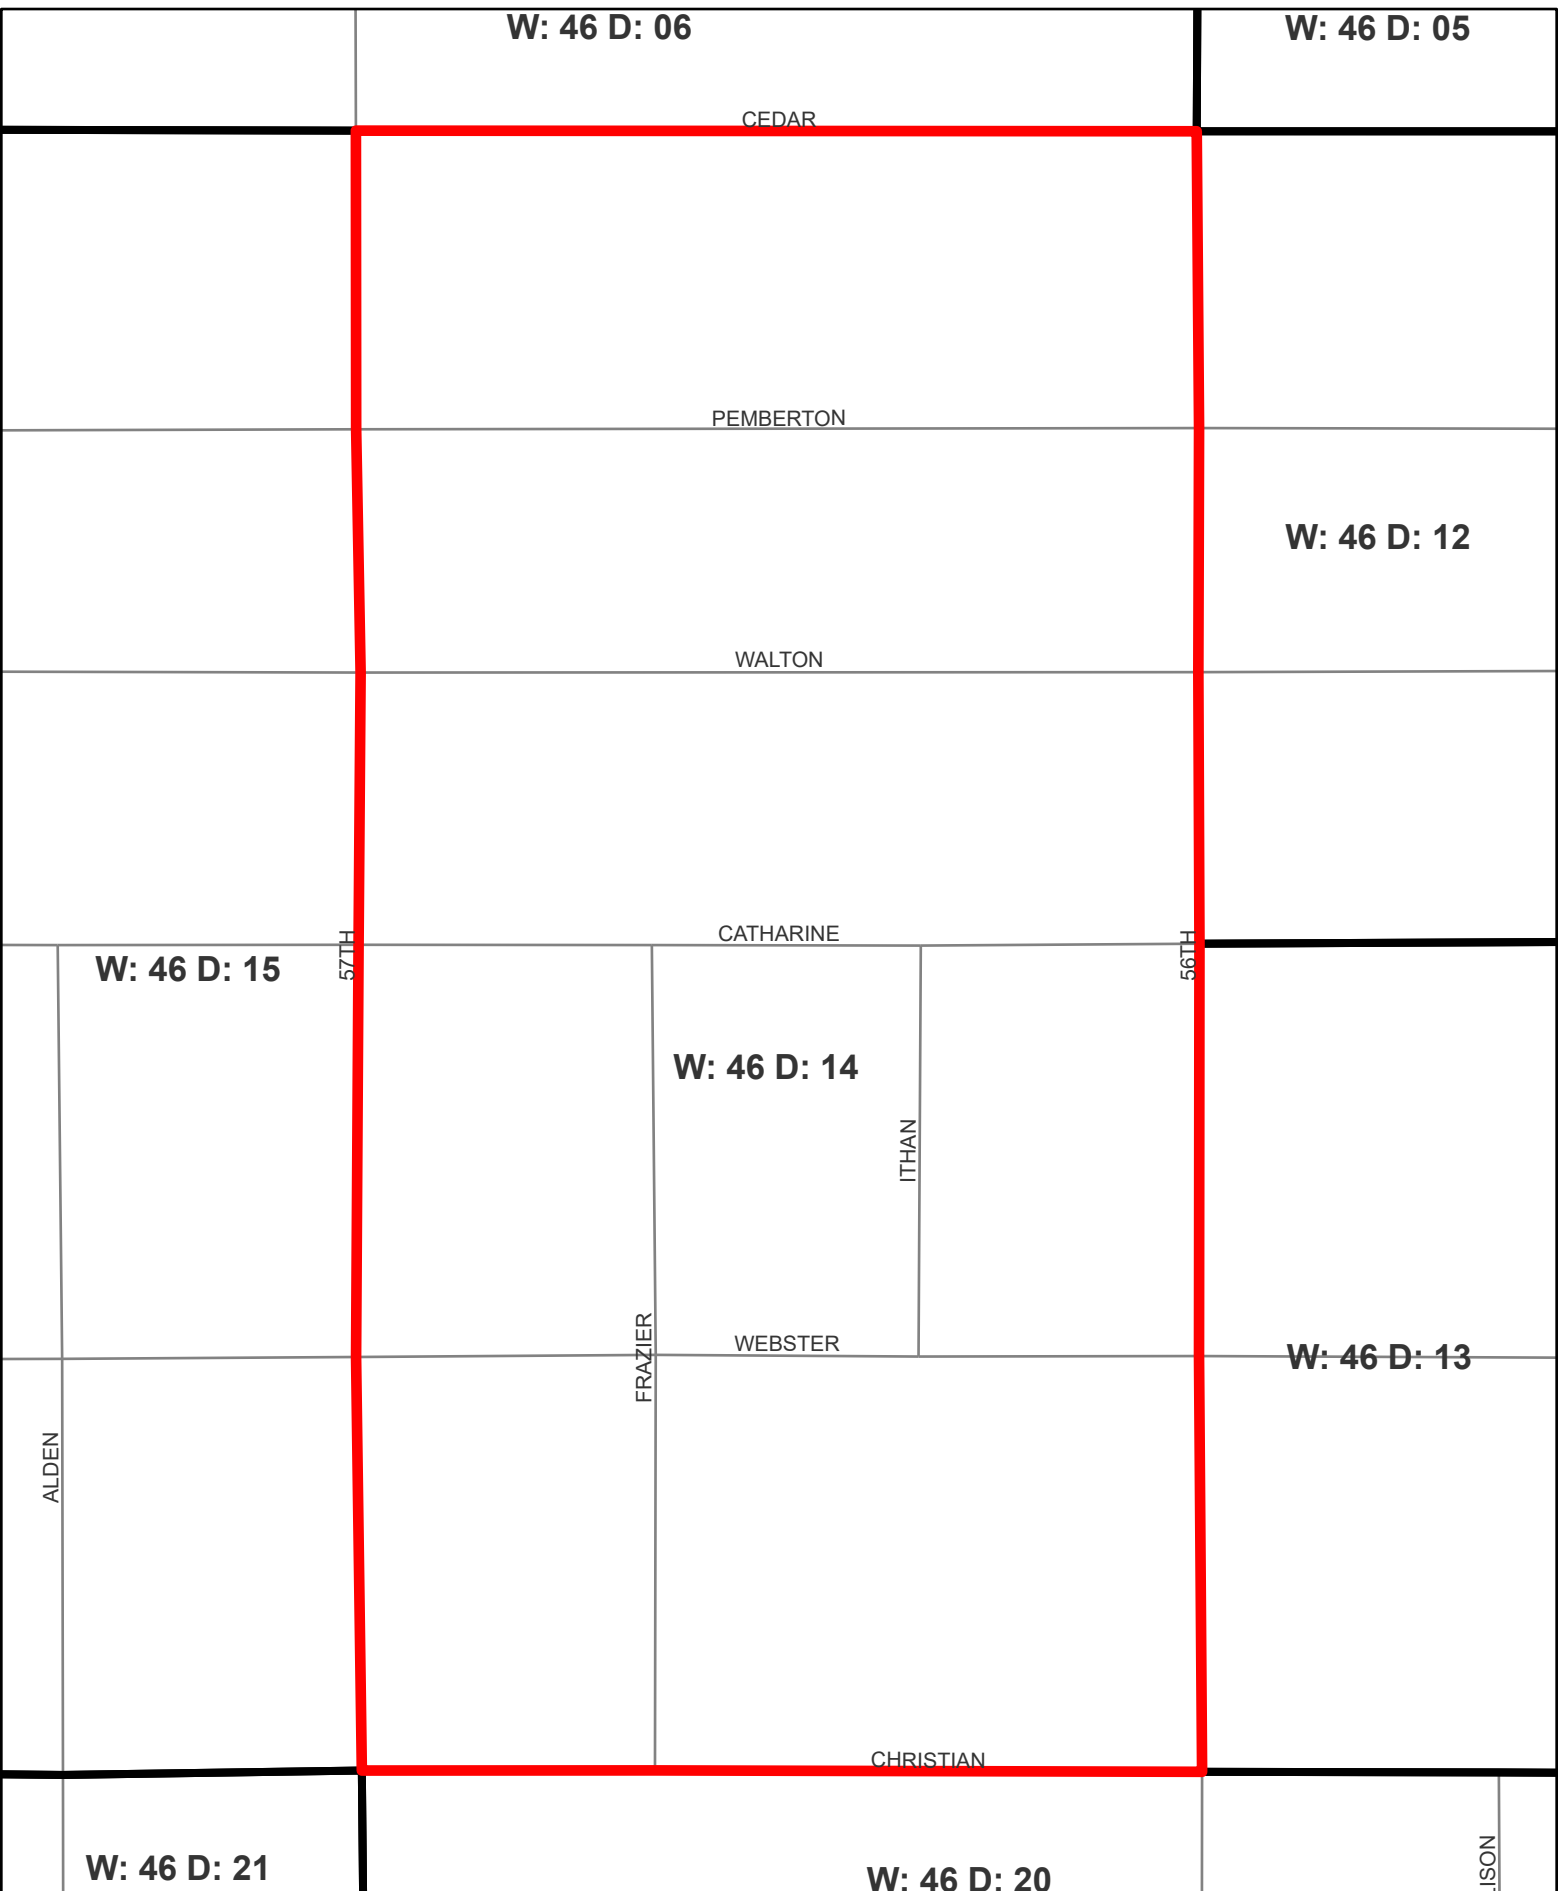 W: 46 D: 06
W: 46 D: 05
CEDAR
PEMBERTON
W: 46 D: 12
WALTON
CATHARINE
57TH
56TH
W: 46 D: 15
W: 46 D: 14
ITHAN
WEBSTER
FRAZIER
W: 46 D: 13
ALDEN
CHRISTIAN
W: 46 D: 21
W: 46 D: 20
LISON